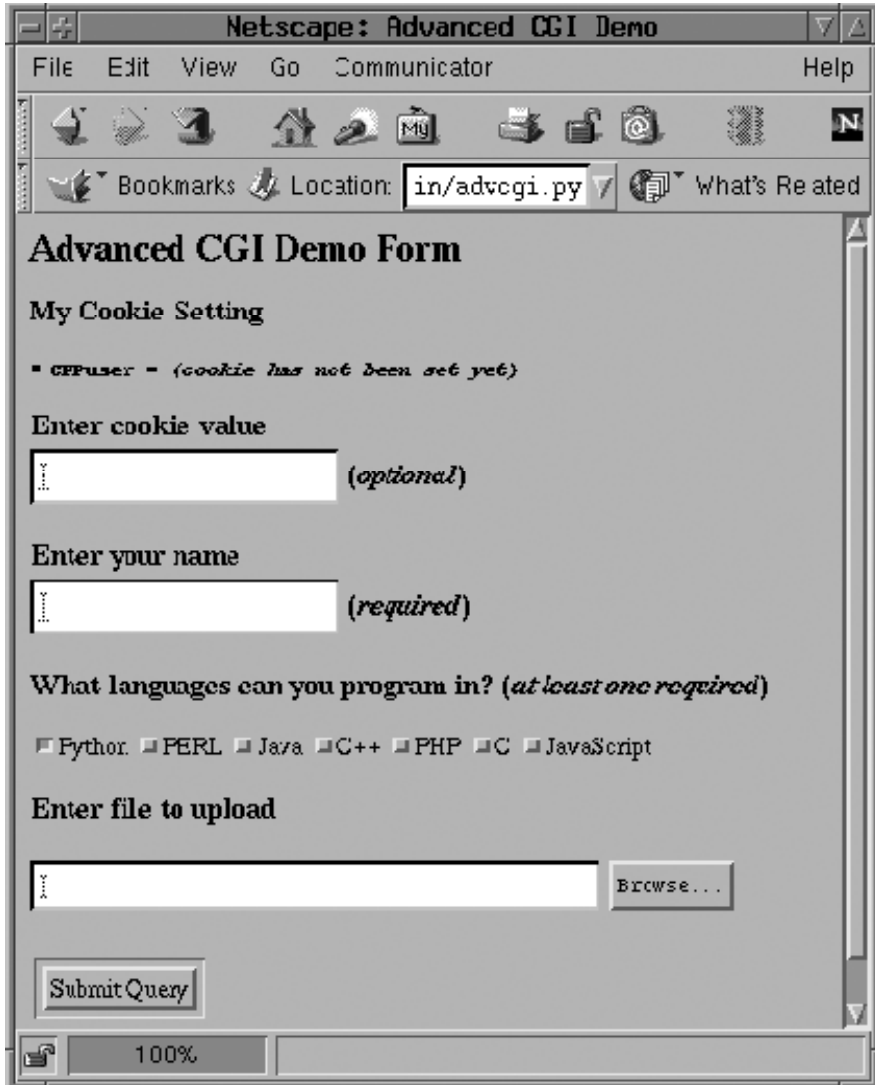 Netscape: Advanced CGI Demo
File Edit View Go Communicator Help
My N
Bookmarks Location: in/advcgi.py What's Related
Advanced CGI Demo Form
My Cookie Setting
CPPuser = (cookie has not been set yet)
Enter cookie value
(optional)
Enter your name
(required)
What languages can you program in? (at least one required)
Python PERL Java C++ PHP C JavaScript
Enter file to upload
Browse...
Submit Query
100%